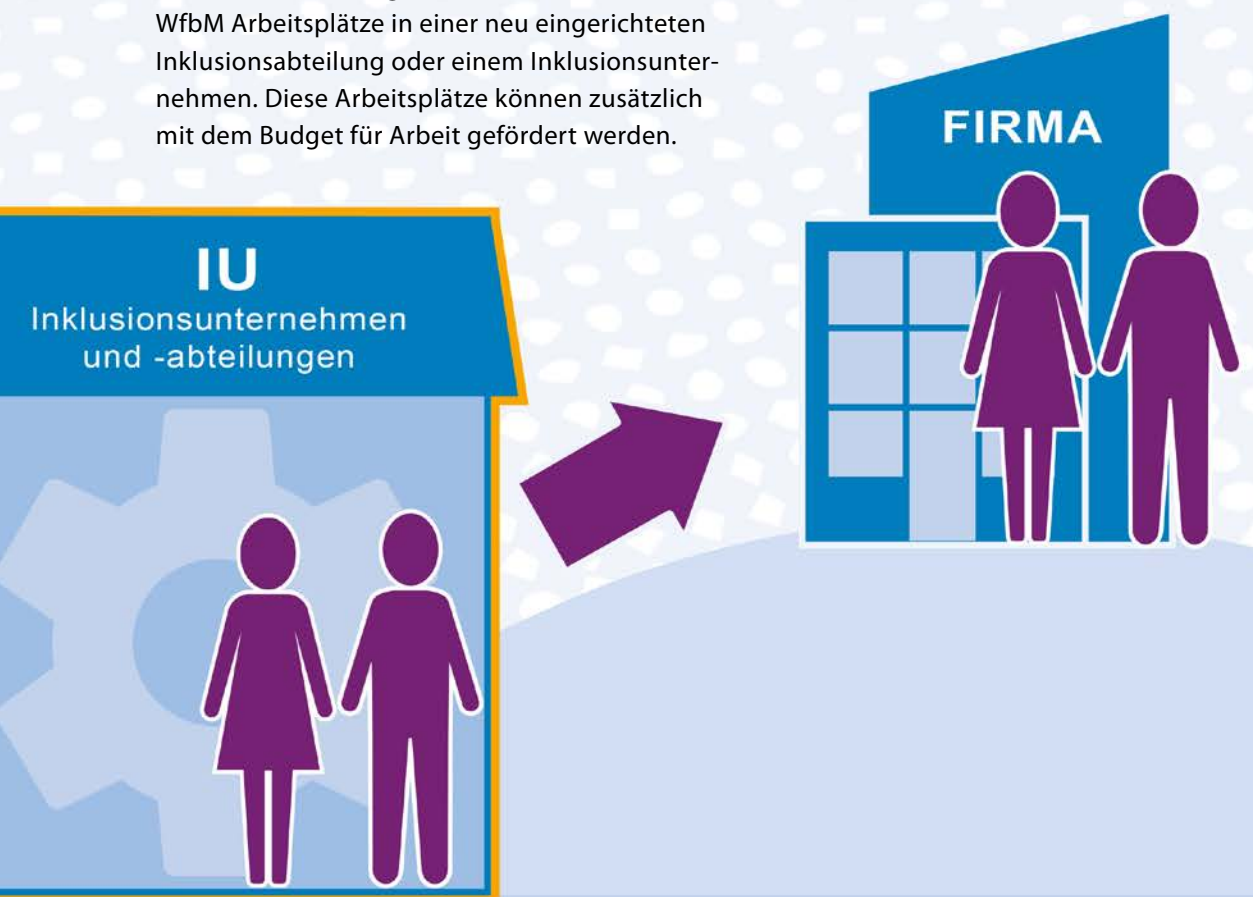 WfbM Arbeitsplätze in einer neu eingerichteten
Inklusionsabteilung oder einem Inklusionsunter-
nehmen. Diese Arbeitsplätze können zusätzlich
mit dem Budget für Arbeit gefördert werden.
FIRMA
IU
Inklusionsunternehmen
und -abteilungen